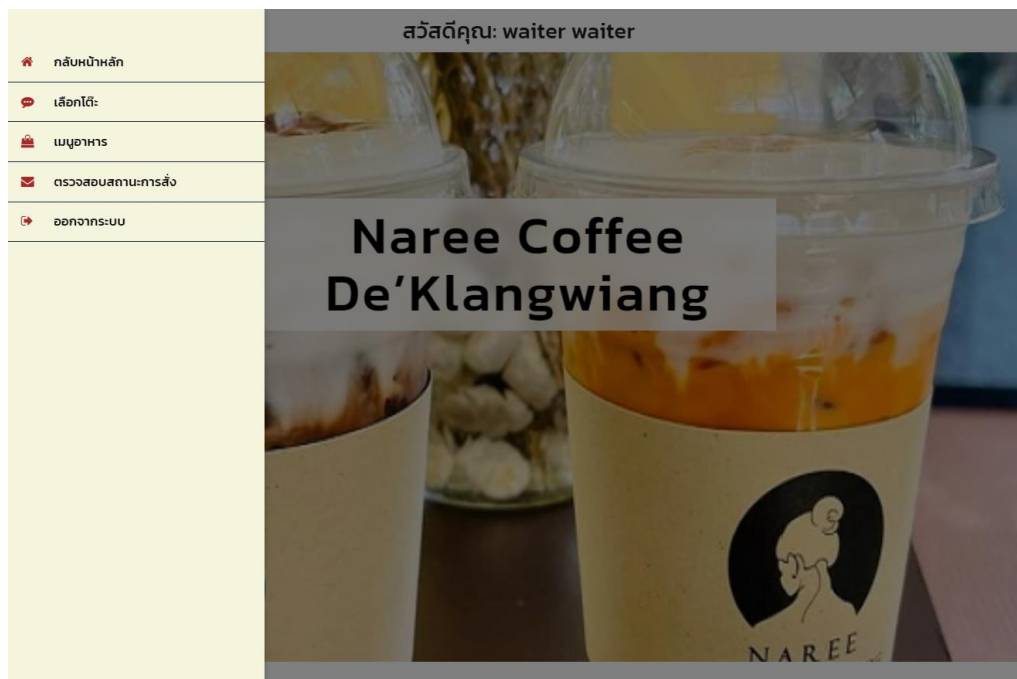 สวัสดีคุณ: waiter waiter
กลับหน้าหลัก
เลือกโต๊ะ
เมนูอาหาร
ตรวจสอบสถานะการสั่ง
ออกจากระบบ
Naree Coffee
De’Klangwiang
NAREE